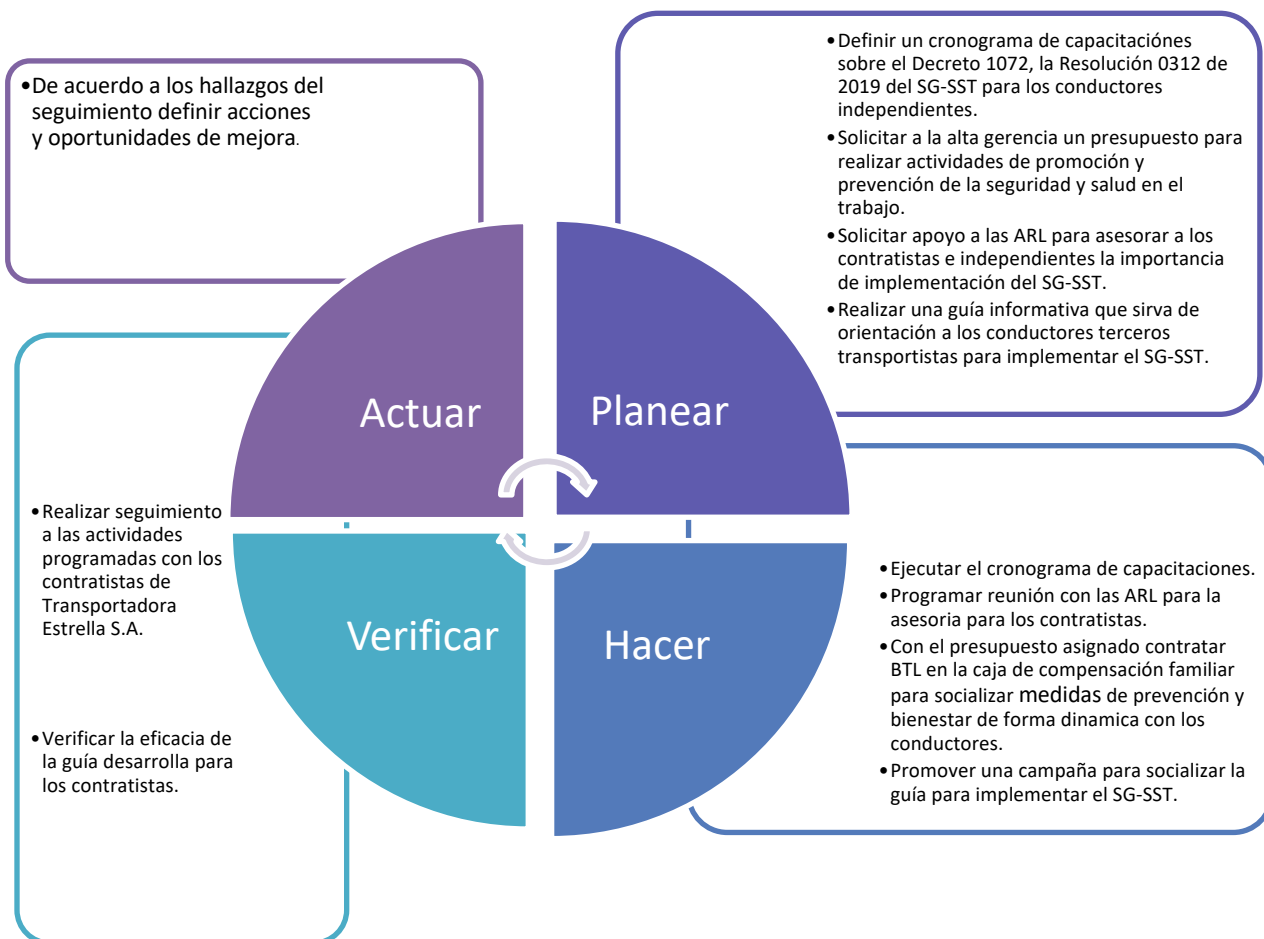 •De acuerdo a los hallazgos del
seguimiento definir acciones
y oportunidades de mejora.
•Definir un cronograma de capacitaciónes
sobre el Decreto 1072, la Resolución 0312 de
2019 del SG-SST para los conductores
independientes.
•Solicitar a la alta gerencia un presupuesto para
realizar actividades de promoción y
prevención de la seguridad y salud en el
trabajo.
•Solicitar apoyo a las ARL para asesorar a los
contratistas e independientes la importancia
de implementación del SG-SST.
•Realizar una guía informativa que sirva de
orientación a los conductores terceros
transportistas para implementar el SG-SST.
Actuar
Planear
•Realizar seguimiento
a las actividades
programadas con los
contratistas de
Transportadora
Estrella S.A.
•Verificar la eficacia de
la guía desarrolla para
los contratistas.
Verificar
Hacer
•Ejecutar el cronograma de capacitaciones.
•Programar reunión con las ARL para la
asesoria para los contratistas.
•Con el presupuesto asignado contratar
BTL en la caja de compensación familiar
para socializar medidas de prevención y
bienestar de forma dinamica con los
conductores.
•Promover una campaña para socializar la
guía para implementar el SG-SST.